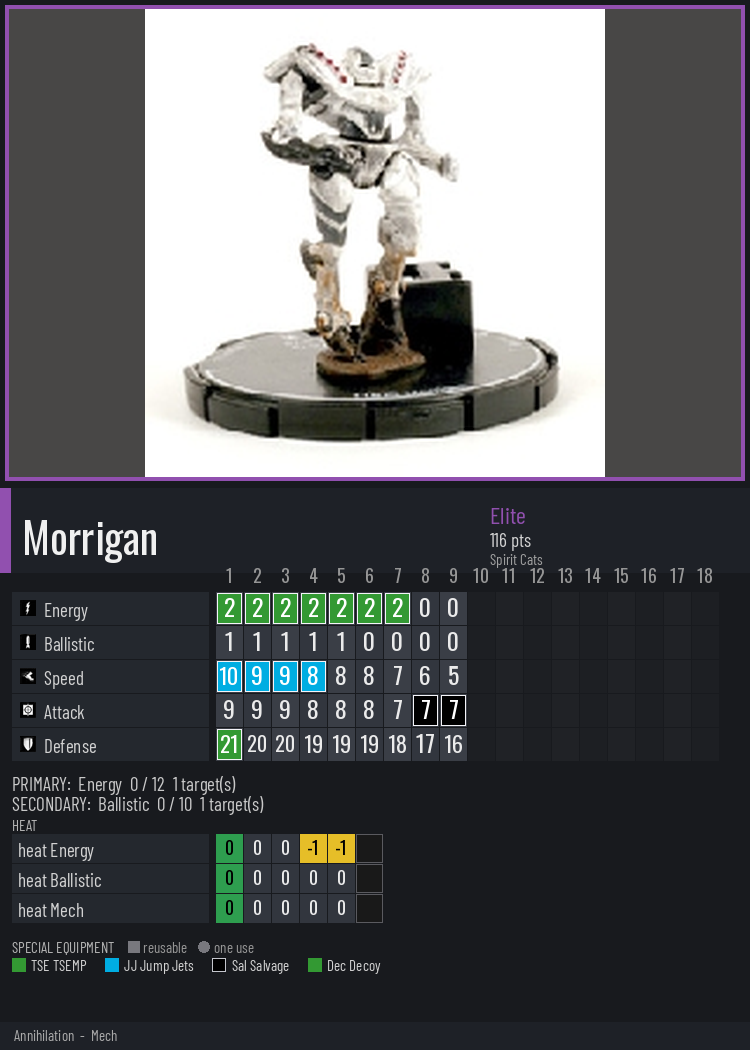 Morrigan
Elite
116 pts
Spirit Cats
1 2 3 4 5 6 7 8 9 10 11 12 13 14 15 16 17 18
Energy 2 2 2 2 2 2 2 0 0
Ballistic 1 1 1 1 1 0 0 0 0
Speed 10 9 9 8 8 8 7 6 5
Attack 9 9 9 8 8 8 7 7 7
Defense 21 20 20 19 19 19 18 17 16
PRIMARY: Energy 0 / 12 1 target(s)
SECONDARY: Ballistic 0 / 10 1 target(s)
HEAT
heat Energy 0 0 0 -1 -1
heat Ballistic 0 0 0 0 0
heat Mech 0 0 0 0 0
SPECIAL EQUIPMENT reusable one use
TSE TSEMP JJ Jump Jets Sal Salvage Dec Decoy
Annihilation - Mech